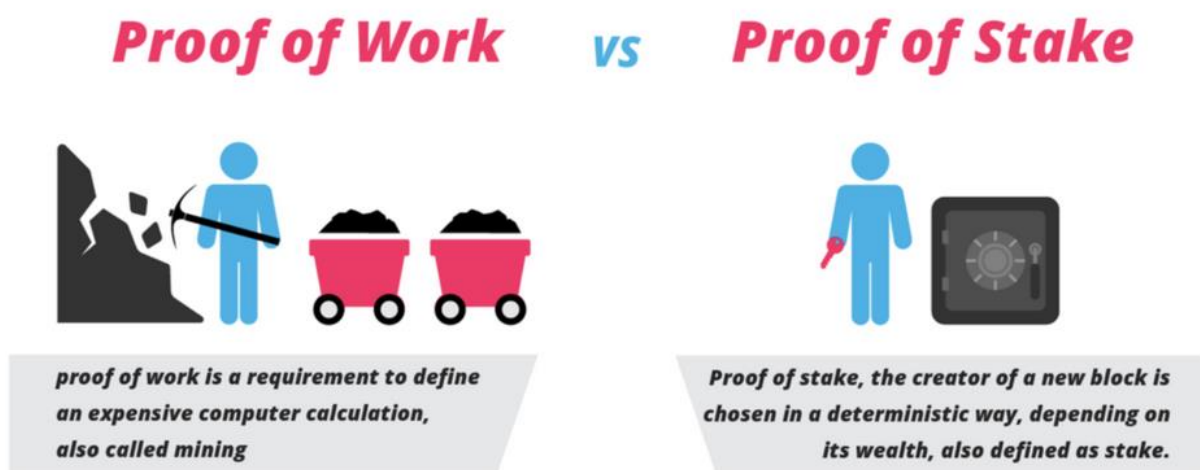 Proof of Work vs Proof of Stake
proof of work is a requirement to define
an expensive computer calculation,
also called mining
Proof of stake, the creator of a new block is
chosen in a deterministic way, depending on
its wealth, also defined as stake.